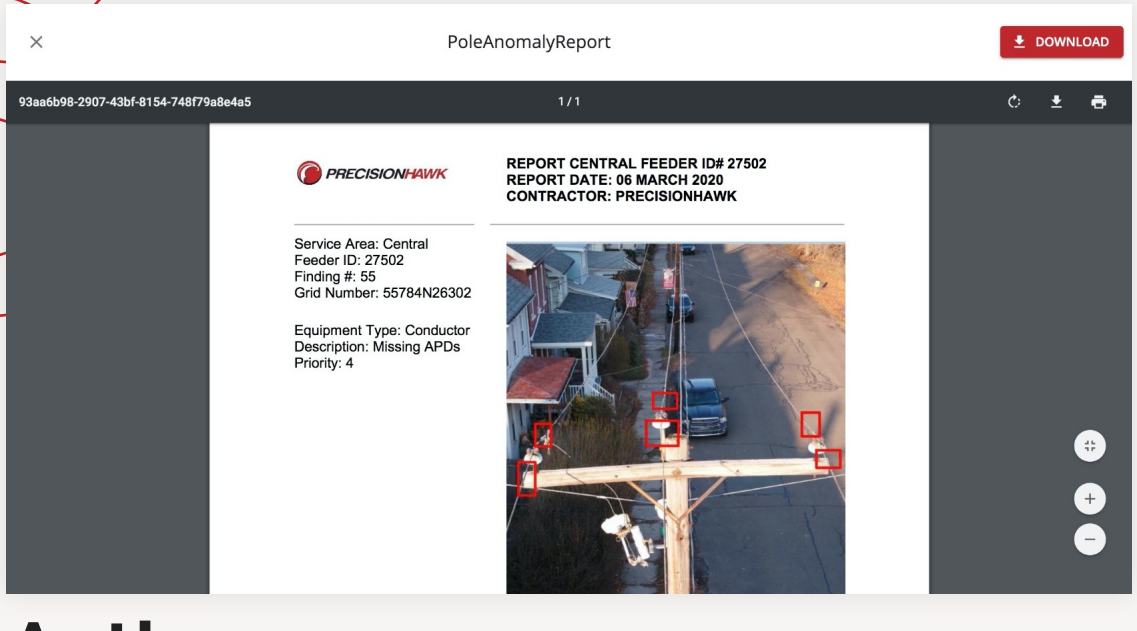 PoleAnomalyReport
DOWNLOAD
93aa6b98-2907-43bf-8154-748f79a8e4a5
1 / 1
PRECISIONHAWK
REPORT CENTRAL FEEDER ID# 27502
REPORT DATE: 06 MARCH 2020
CONTRACTOR: PRECISIONHAWK
Service Area: Central
Feeder ID: 27502
Finding #: 55
Grid Number: 55784N26302
Equipment Type: Conductor
Description: Missing APDs
Priority: 4